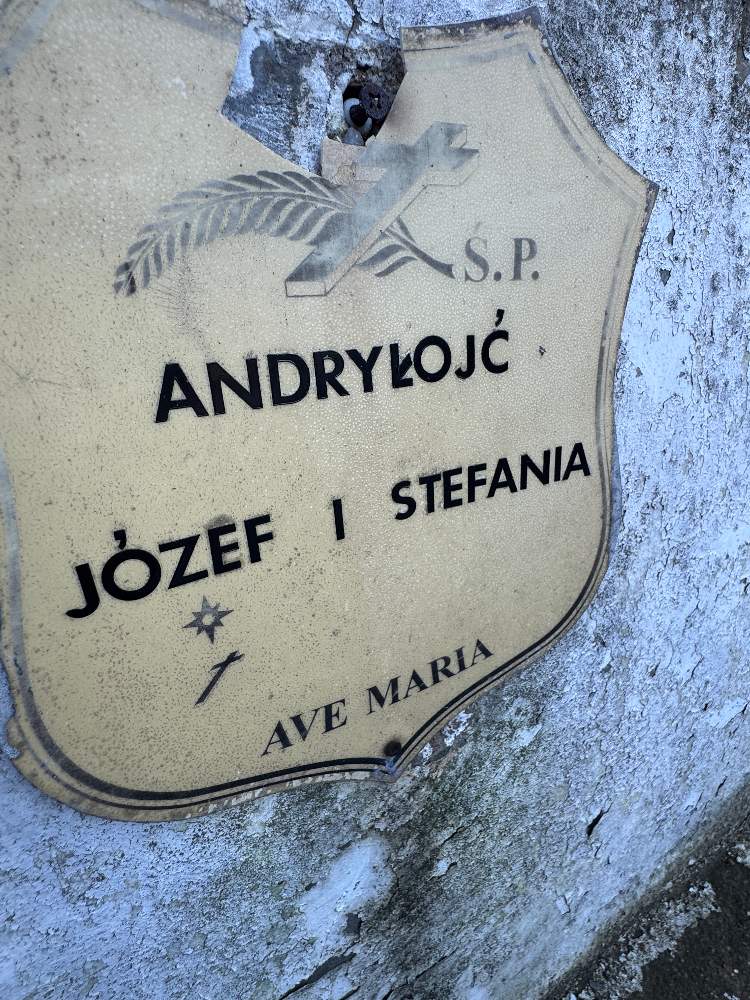 Ś.P.
ANDRYŁOJĆ
JÓZEF I STEFANIA
AVE MARIA